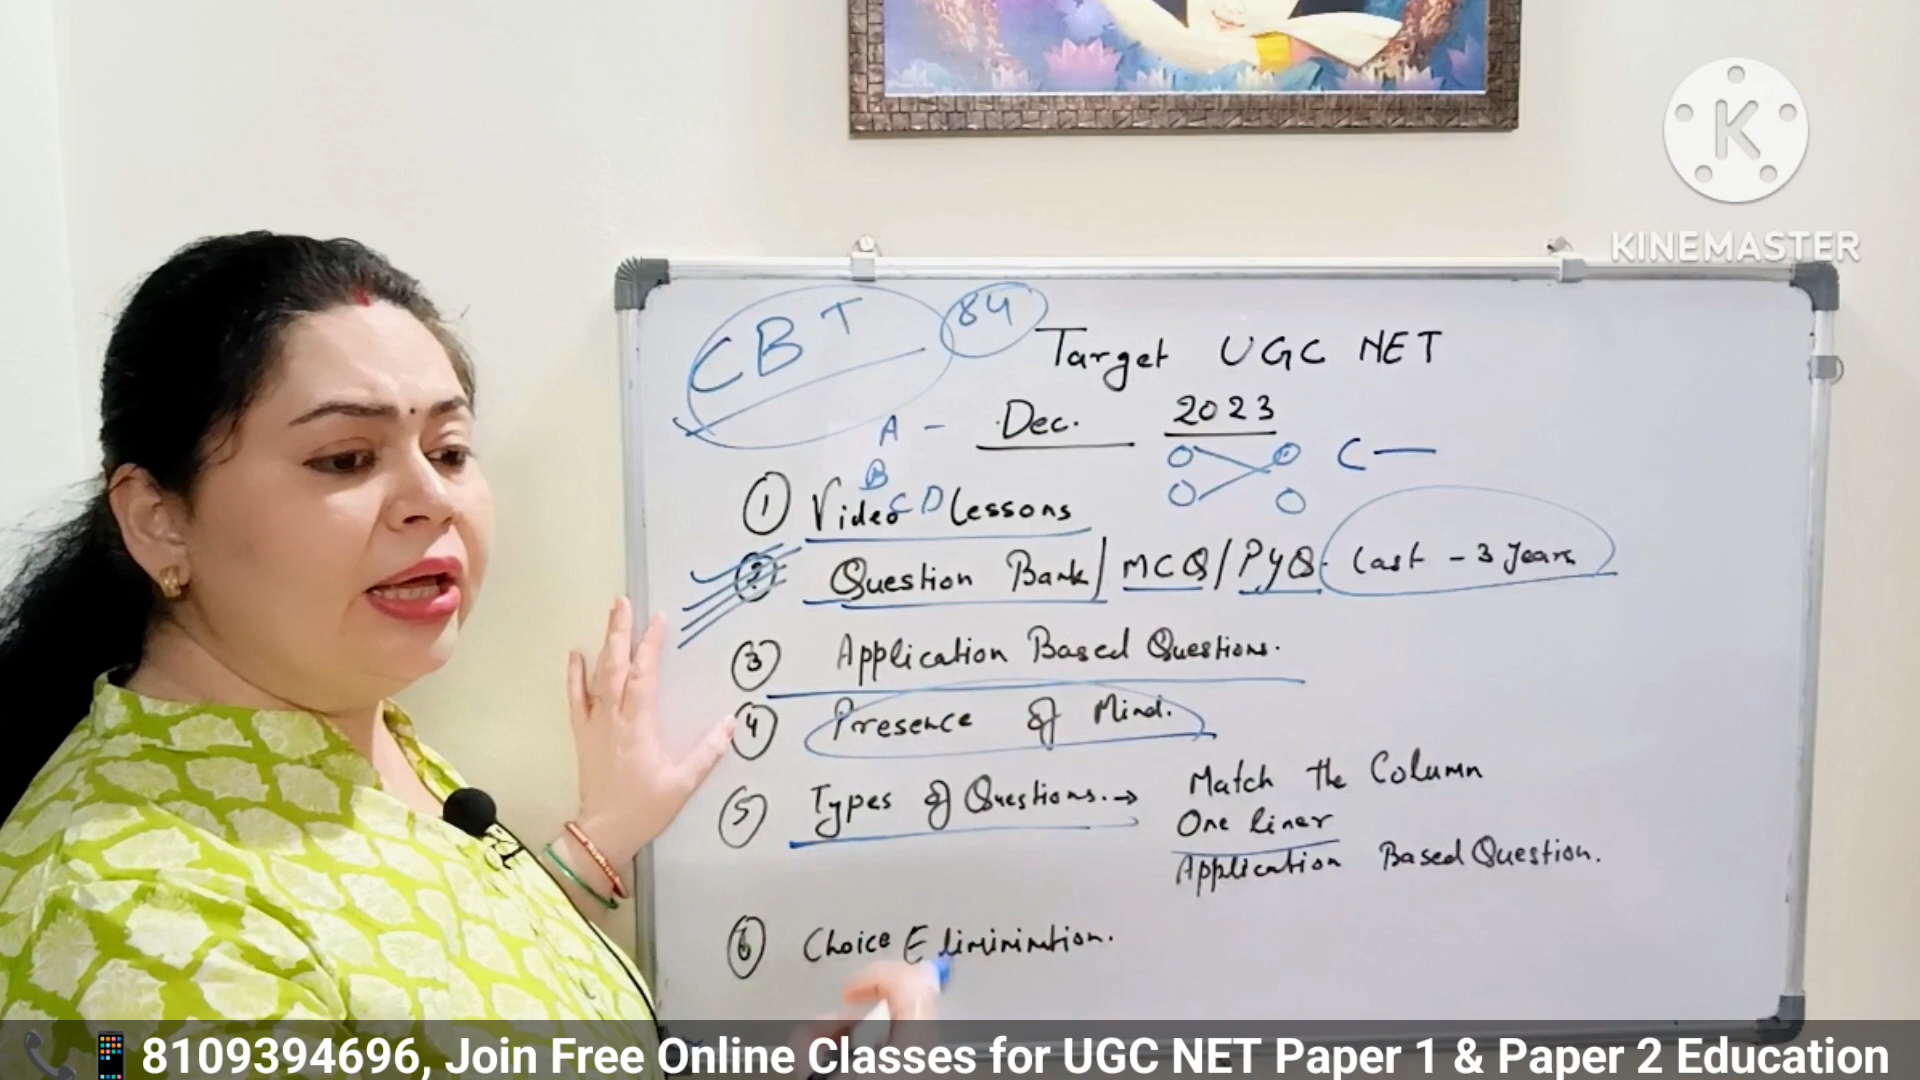 K
KINEMASTER
CBT 84
Target UGC NET
Dec. 2023
A -
B
C D
C —
① Video lessons
② Question Bank / MCQ / PYQ. Last - 3 Years
③ Application Based Questions.
④ Presence of Mind.
⑤ Types of Questions. → Match the Column
One liner
Application Based Question.
⑥ Choice Eliminination.
8109394696, Join Free Online Classes for UGC NET Paper 1 & Paper 2 Education